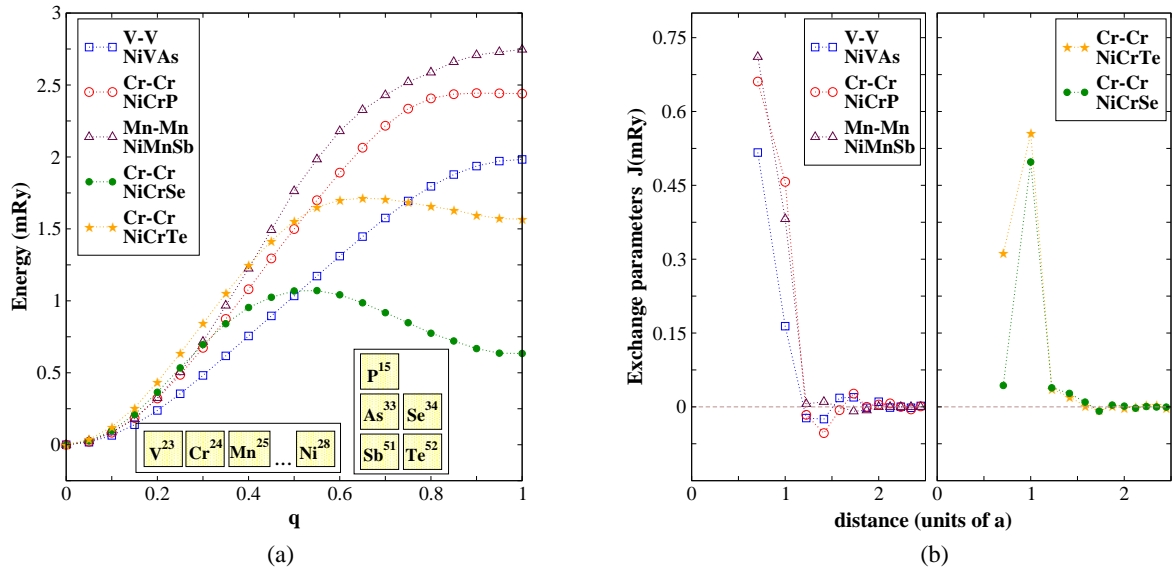 V-V
NiVAs
Cr-Cr
NiCrP
Mn-Mn
NiMnSb
Cr-Cr
NiCrSe
Cr-Cr
NiCrTe
3
2.5
2
1.5
1
0.5
0
Energy (mRy)
P15
As33 Se34
Sb51 Te52
V23 Cr24 Mn25 ... Ni28
0 0.2 0.4 0.6 0.8 1
q
(a)
V-V
NiVAs
Cr-Cr
NiCrP
Mn-Mn
NiMnSb
Cr-Cr
NiCrTe
Cr-Cr
NiCrSe
0.75
0.6
0.45
0.3
0.15
0
Exchange parameters J(mRy)
0 1 2 0 1 2
distance (units of a)
(b)